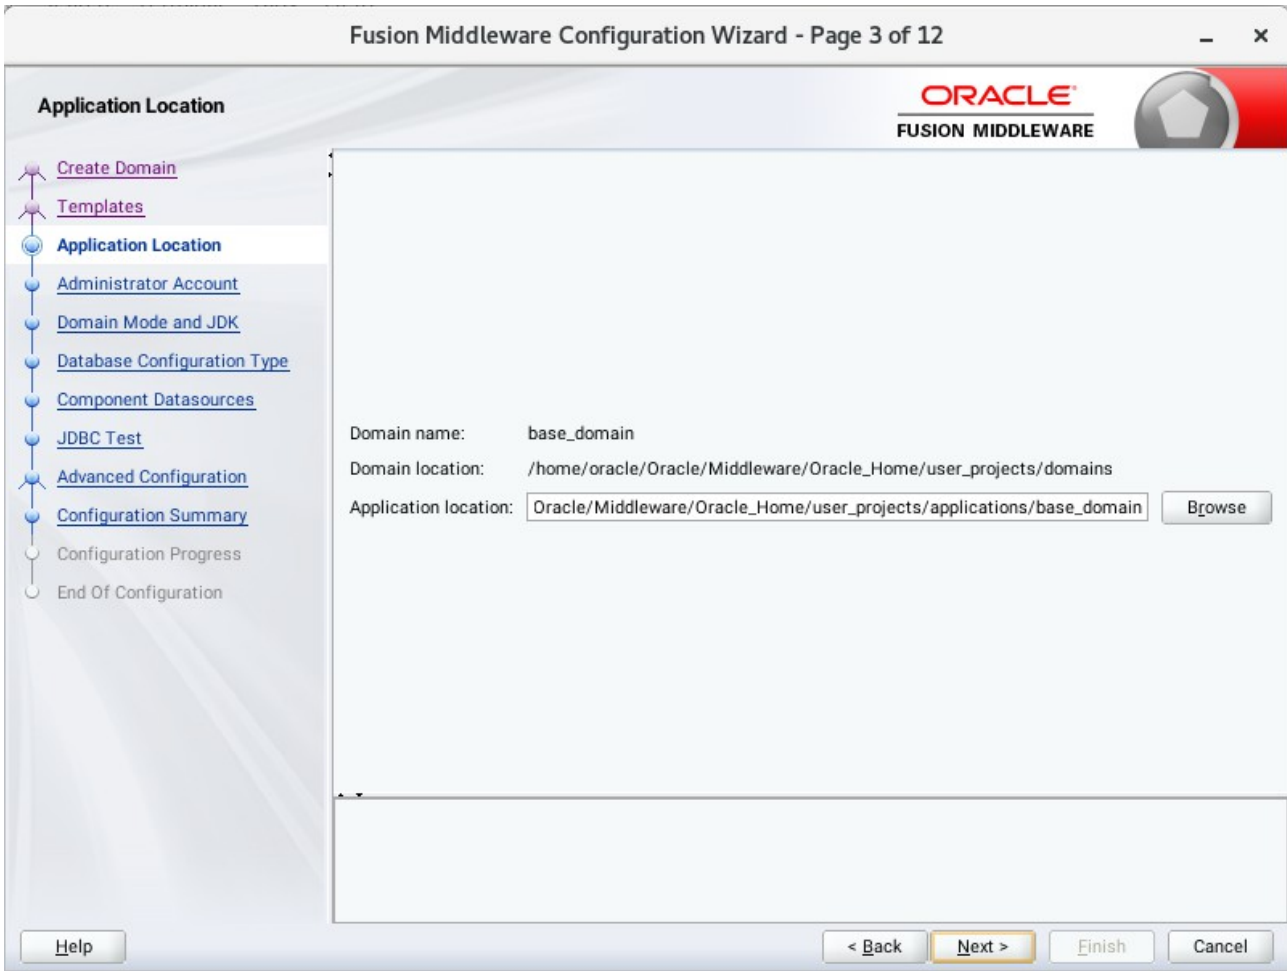 Fusion Middleware Configuration Wizard - Page 3 of 12
Application Location
ORACLE
FUSION MIDDLEWARE
Create Domain
Templates
Application Location
Administrator Account
Domain Mode and JDK
Database Configuration Type
Component Datasources
JDBC Test
Advanced Configuration
Configuration Summary
Configuration Progress
End Of Configuration
Domain name: base_domain
Domain location: /home/oracle/Oracle/Middleware/Oracle_Home/user_projects/domains
Application location: Oracle/Middleware/Oracle_Home/user_projects/applications/base_domain Browse
Help < Back Next > Finish Cancel